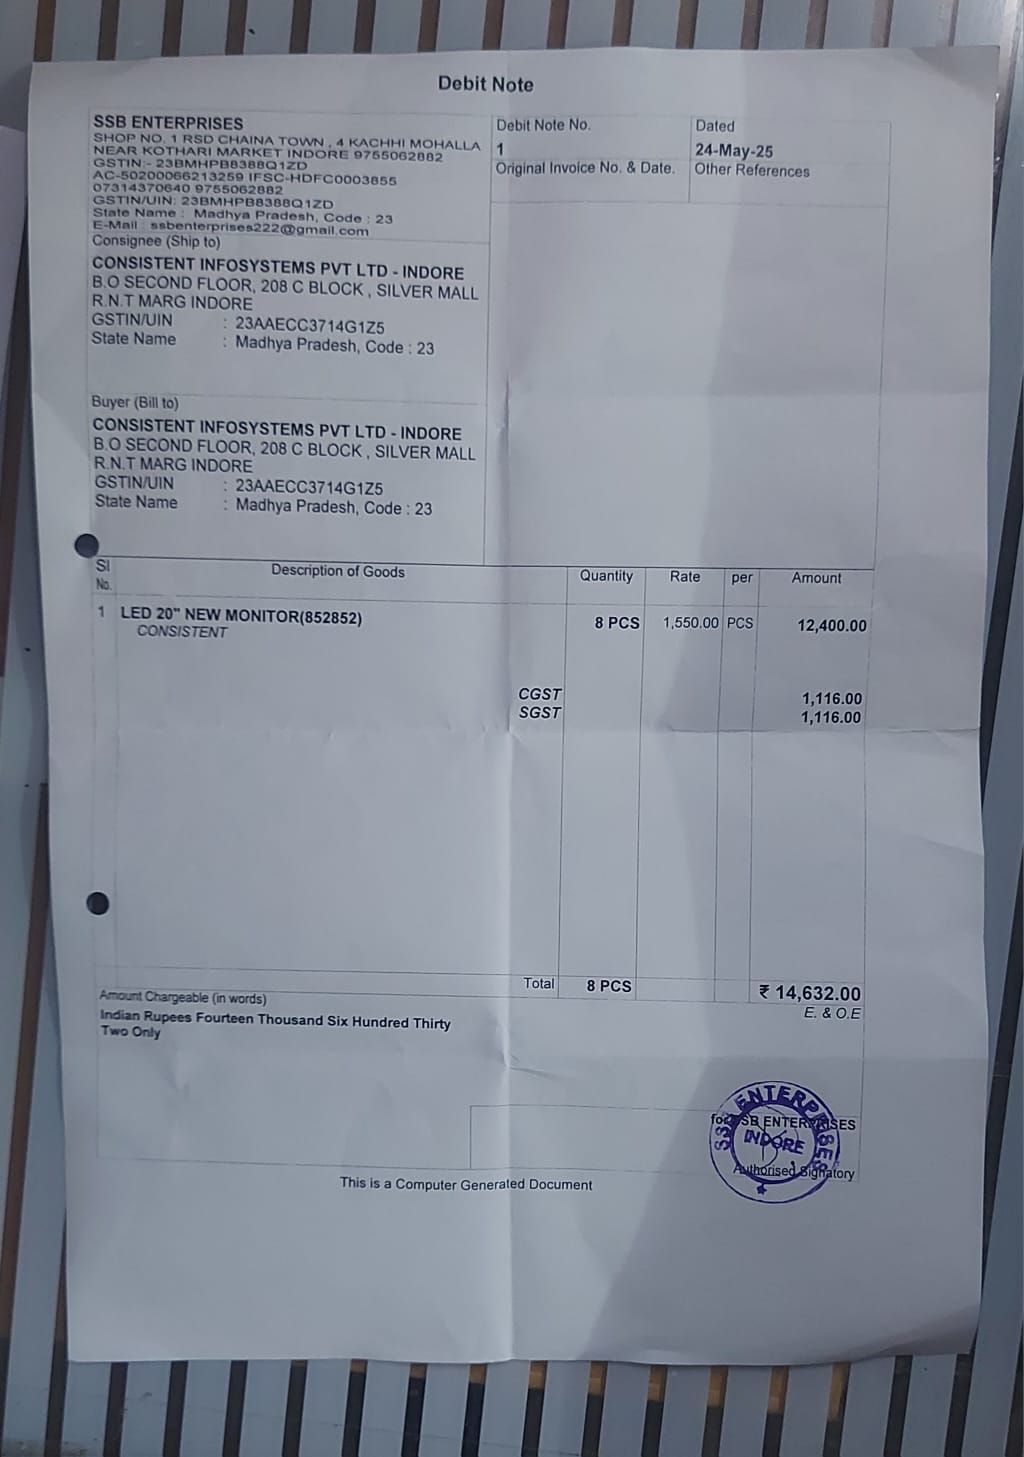 Debit Note
SSB ENTERPRISES
SHOP NO. 1 RSD CHAINA TOWN , 4 KACHHI MOHALLA
NEAR KOTHARI MARKET INDORE 9755062882
GSTIN:- 23BMHPB8388Q1ZD
AC-50200066213259 IFSC-HDFC0003855
07314370640 9755062882
GSTIN/UIN: 23BMHPB8388Q1ZD
State Name : Madhya Pradesh, Code : 23
E-Mail : ssbenterprises222@gmail.com
Debit Note No.
1
Dated
24-May-25
Original Invoice No. & Date.
Other References
Consignee (Ship to)
CONSISTENT INFOSYSTEMS PVT LTD - INDORE
B.O SECOND FLOOR, 208 C BLOCK , SILVER MALL
R.N.T MARG INDORE
GSTIN/UIN : 23AAECC3714G1Z5
State Name : Madhya Pradesh, Code : 23
Buyer (Bill to)
CONSISTENT INFOSYSTEMS PVT LTD - INDORE
B.O SECOND FLOOR, 208 C BLOCK , SILVER MALL
R.N.T MARG INDORE
GSTIN/UIN : 23AAECC3714G1Z5
State Name : Madhya Pradesh, Code : 23
Sl No. Description of Goods Quantity Rate per Amount
1 LED 20" NEW MONITOR(852852) 8 PCS 1,550.00 PCS 12,400.00
CONSISTENT
CGST 1,116.00
SGST 1,116.00
Total 8 PCS ₹ 14,632.00
Amount Chargeable (in words) E. & O.E
Indian Rupees Fourteen Thousand Six Hundred Thirty
Two Only
for SSB ENTERPRISES
SSB ENTERPRISES
INDORE
Authorised Signatory
This is a Computer Generated Document